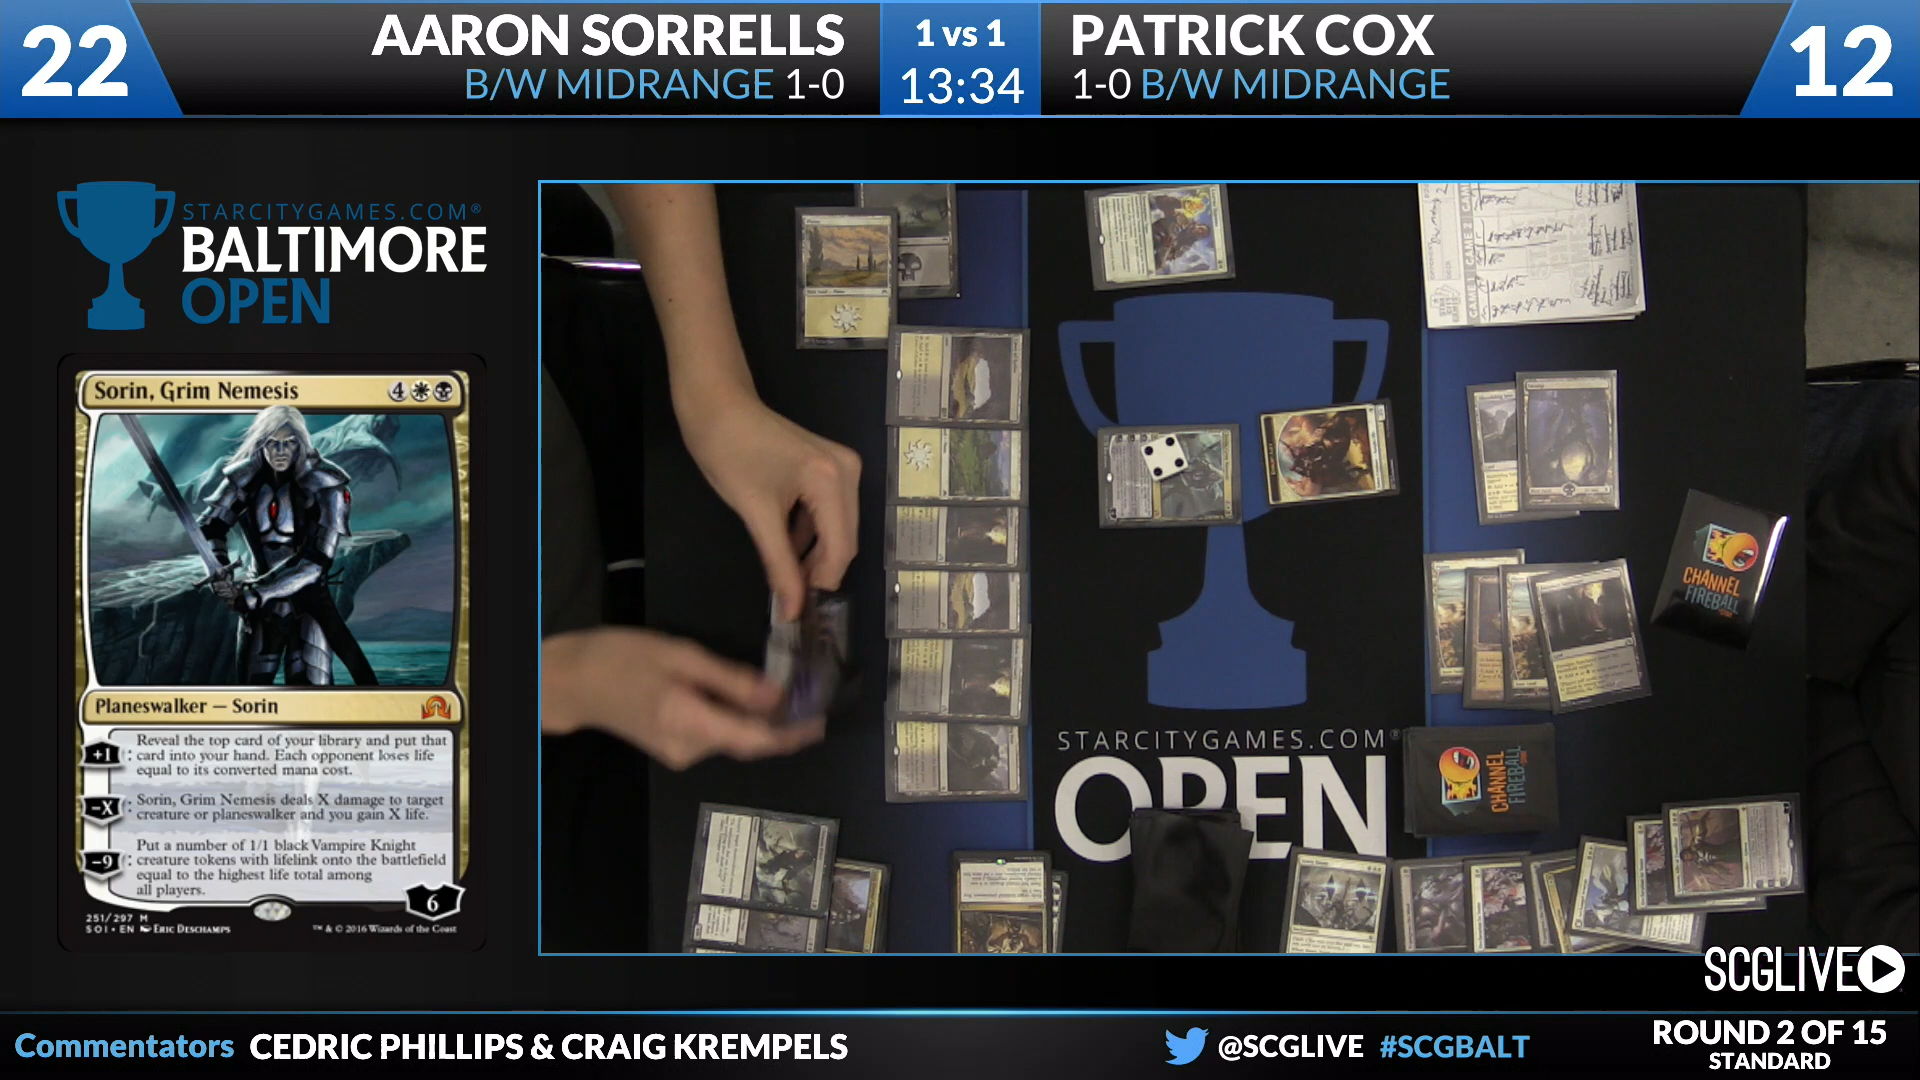 22
AARON SORRELLS
B/W MIDRANGE 1-0
1 vs 1
13:34
PATRICK COX
1-0 B/W MIDRANGE
12
STARCITYGAMES.COM®
BALTIMORE
OPEN
Sorin, Grim Nemesis 4
Planeswalker — Sorin
+1: Reveal the top card of your library and put that
card into your hand. Each opponent loses life
equal to its converted mana cost.
-X: Sorin, Grim Nemesis deals X damage to target
creature or planeswalker and you gain X life.
-9: Put a number of 1/1 black Vampire Knight
creature tokens with lifelink onto the battlefield
equal to the highest life total among
all players.
6
251/297 M
SOI • EN ERIC DESCHAMPS
™ & © 2016 Wizards of the Coast
GAME 2
CHANNEL
FIREBALL
CHANNEL
FIREBALL
STARCITYGAMES.COM®
OPEN
SCGLIVE
Commentators CEDRIC PHILLIPS & CRAIG KREMPELS
@SCGLIVE #SCGBALT
ROUND 2 OF 15
STANDARD